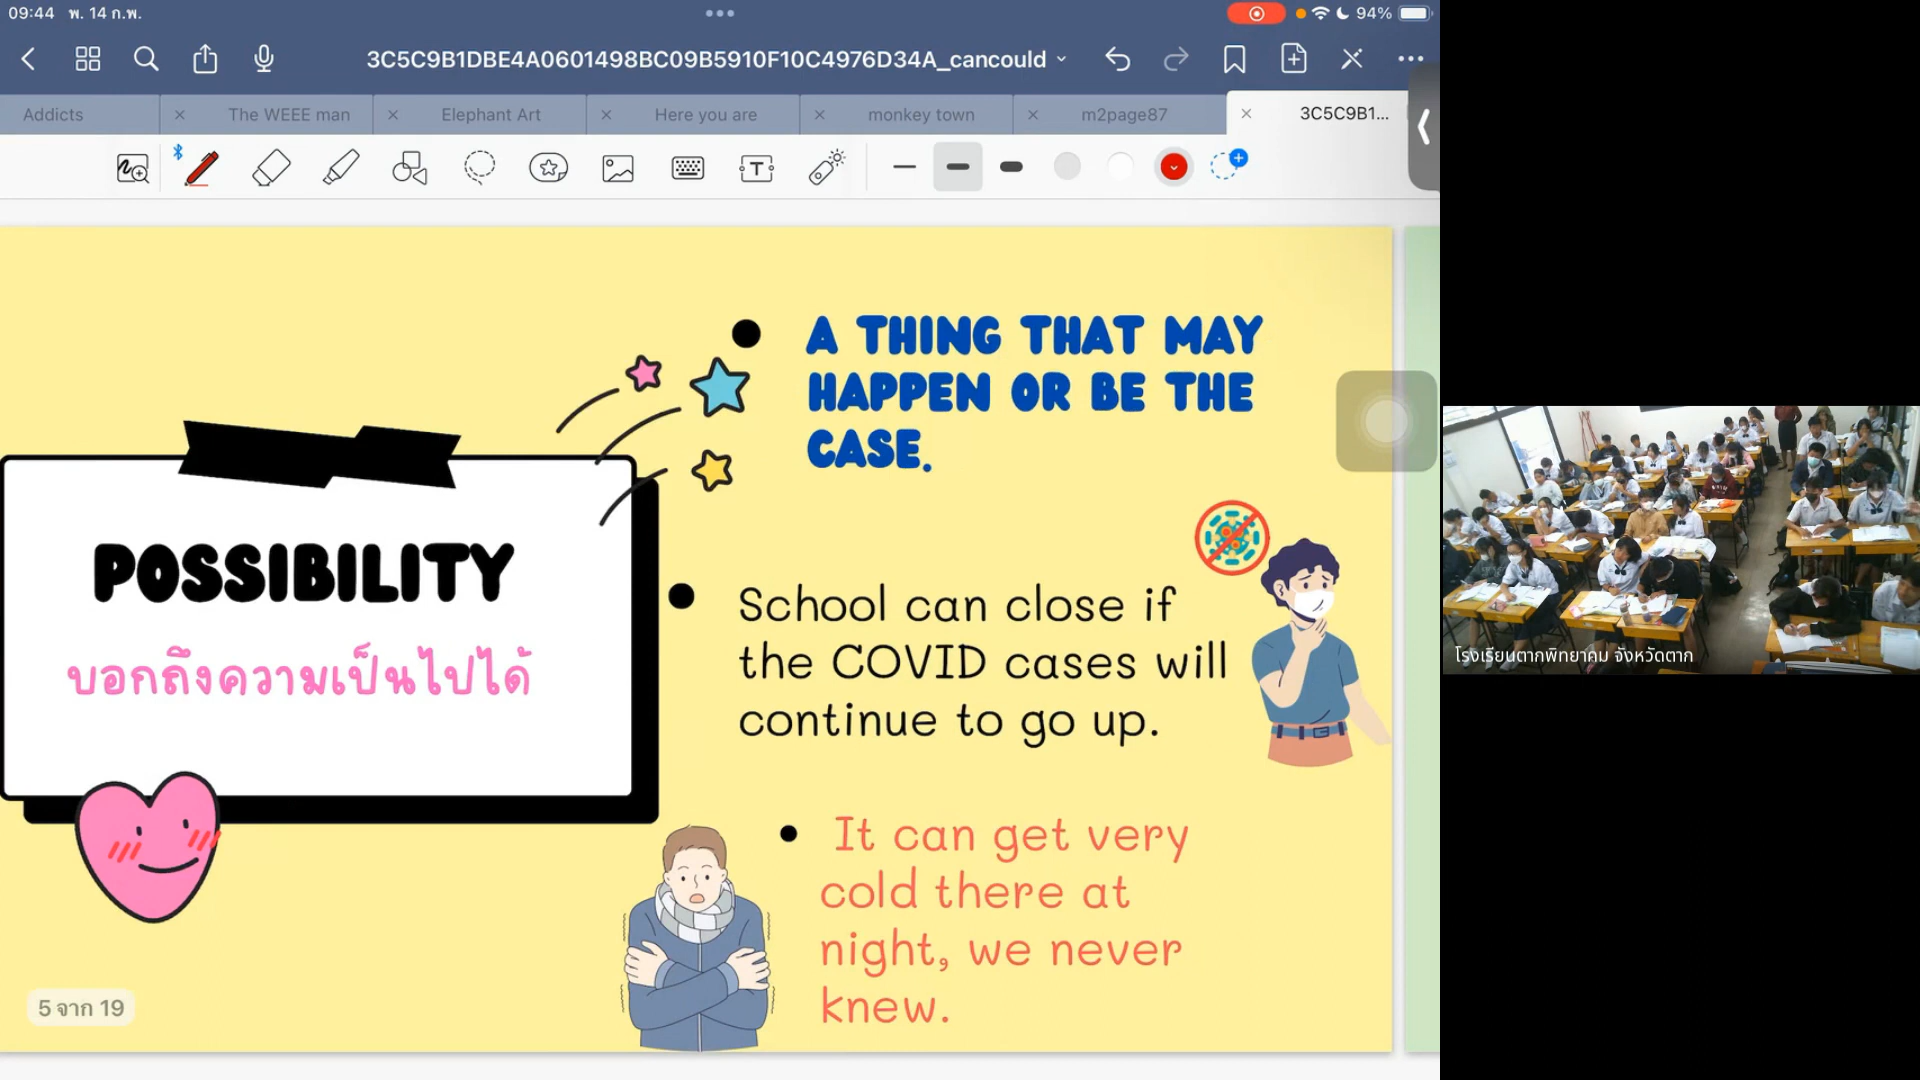 09:44 พ. 14 ก.พ.
94%
3C5C9B1DBE4A0601498BC09B5910F10C4976D34A_cancould
Addicts
The WEEE man
Elephant Art
Here you are
monkey town
m2page87
3C5C9B1...
A THING THAT MAY
HAPPEN OR BE THE
CASE.
POSSIBILITY
บอกถึงความเป็นไปได้
School can close if
the COVID cases will
continue to go up.
It can get very
cold there at
night, we never
knew.
5 จาก 19
โรงเรียนตากพิทยาคม จังหวัดตาก